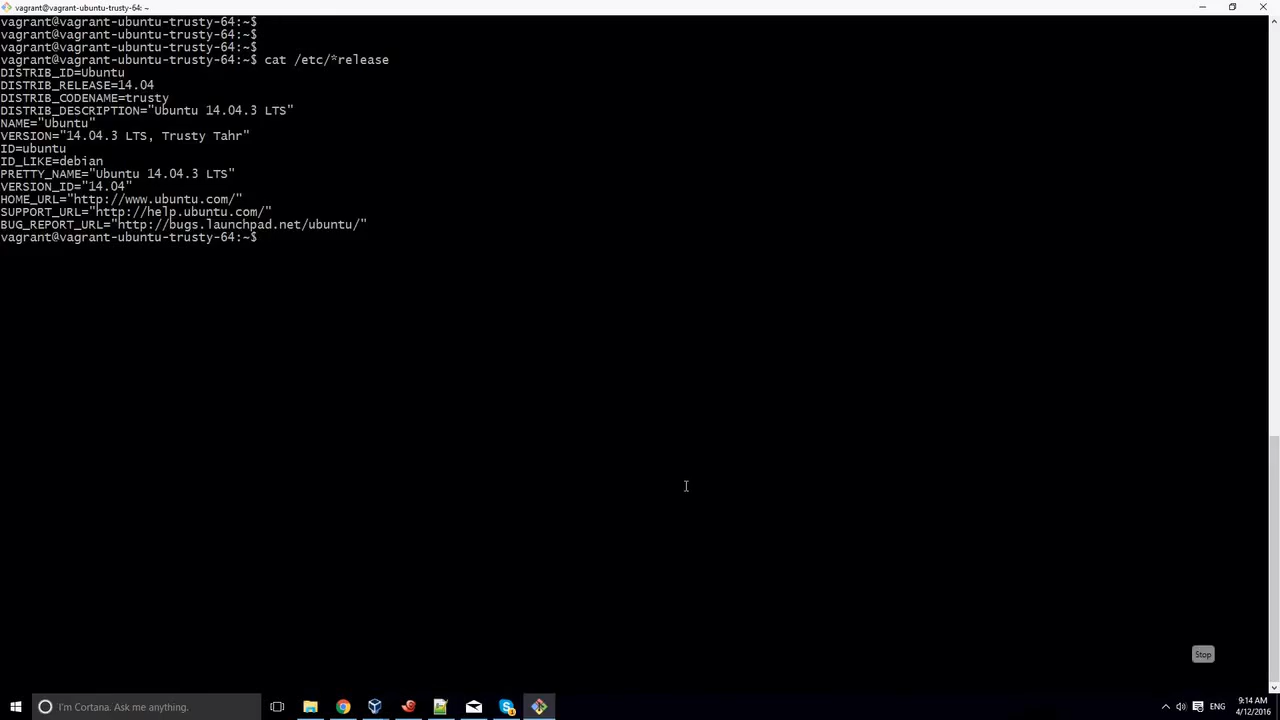 vagrant@vagrant-ubuntu-trusty-64: ~
vagrant@vagrant-ubuntu-trusty-64:~$
vagrant@vagrant-ubuntu-trusty-64:~$
vagrant@vagrant-ubuntu-trusty-64:~$
vagrant@vagrant-ubuntu-trusty-64:~$ cat /etc/*release
DISTRIB_ID=Ubuntu
DISTRIB_RELEASE=14.04
DISTRIB_CODENAME=trusty
DISTRIB_DESCRIPTION="Ubuntu 14.04.3 LTS"
NAME="Ubuntu"
VERSION="14.04.3 LTS, Trusty Tahr"
ID=ubuntu
ID_LIKE=debian
PRETTY_NAME="Ubuntu 14.04.3 LTS"
VERSION_ID="14.04"
HOME_URL="http://www.ubuntu.com/"
SUPPORT_URL="http://help.ubuntu.com/"
BUG_REPORT_URL="http://bugs.launchpad.net/ubuntu/"
vagrant@vagrant-ubuntu-trusty-64:~$
Stop
I'm Cortana. Ask me anything.
ENG
9:14 AM
4/12/2016